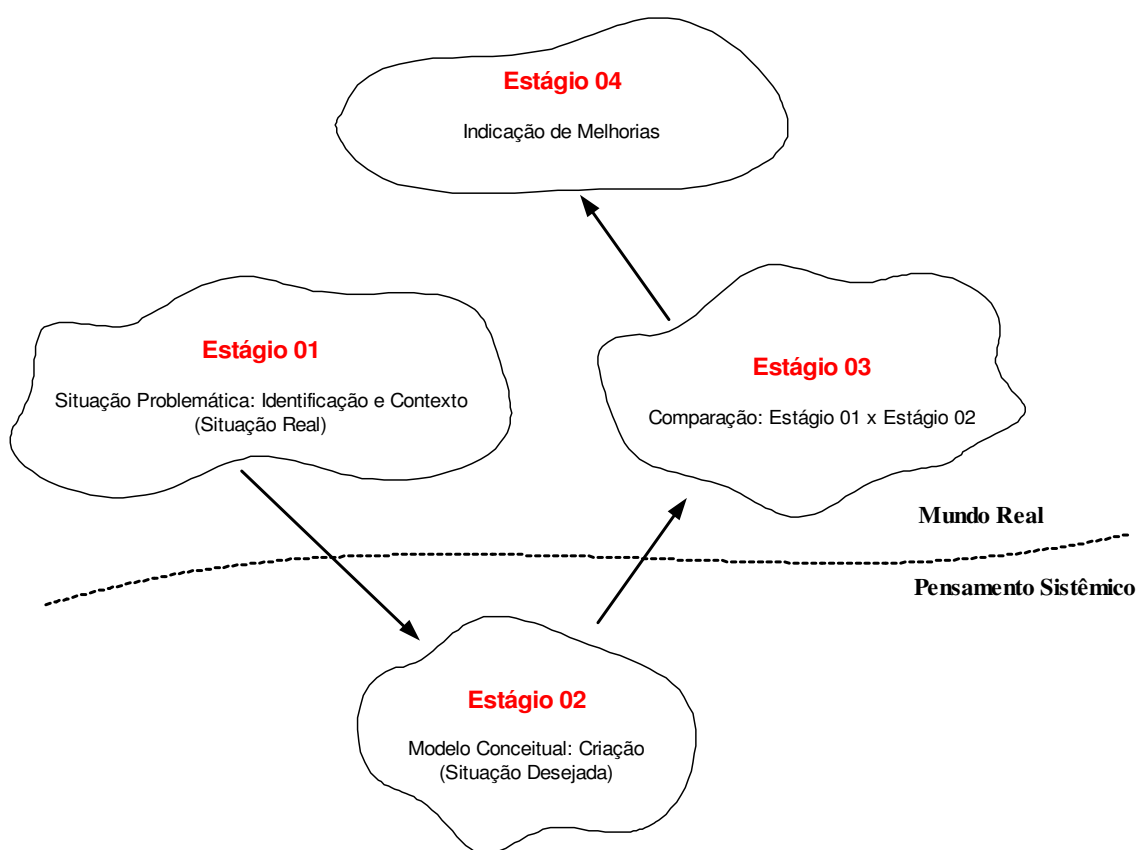 Estágio 04
Indicação de Melhorias
Estágio 01
Situação Problemática: Identificação e Contexto
(Situação Real)
Estágio 03
Comparação: Estágio 01 x Estágio 02
Mundo Real
Pensamento Sistêmico
Estágio 02
Modelo Conceitual: Criação
(Situação Desejada)